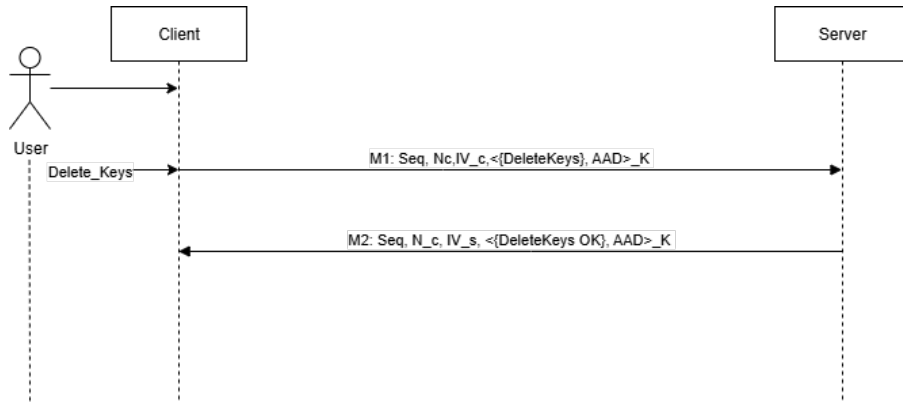 Client
Server
User
Delete_Keys
M1: Seq, Nc,IV_c,<{DeleteKeys}, AAD>_K
M2: Seq, N_c, IV_s, <{DeleteKeys OK}, AAD>_K